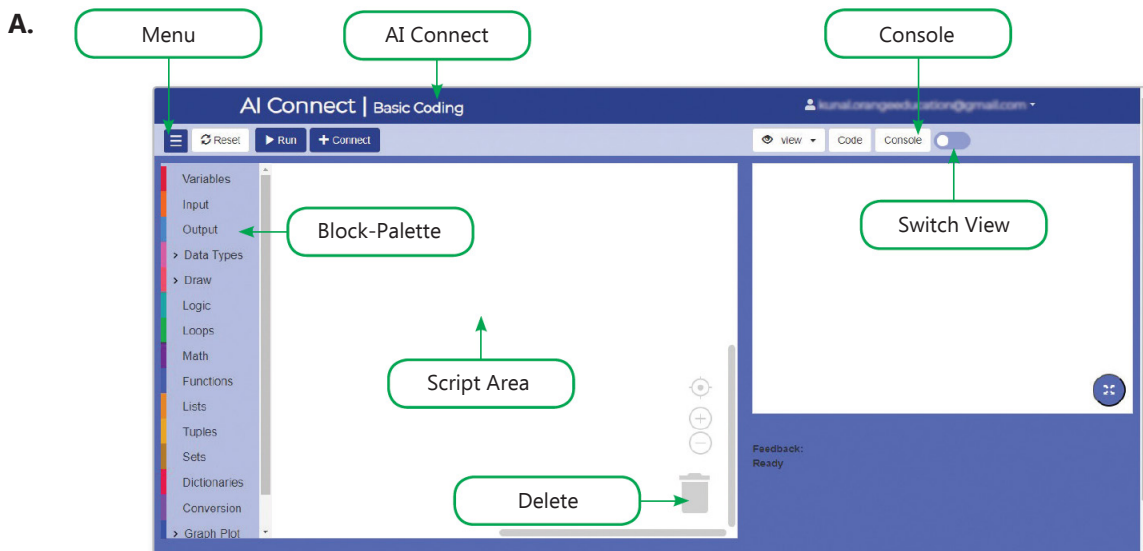 A.
Menu
AI Connect
Console
AI Connect | Basic Coding
Reset
Run
Connect
view
Code
Console
Variables
Input
Output
Data Types
Draw
Logic
Loops
Math
Functions
Lists
Tuples
Sets
Dictionaries
Conversion
Graph Plot
Block-Palette
Script Area
Delete
Switch View
Feedback:
Ready